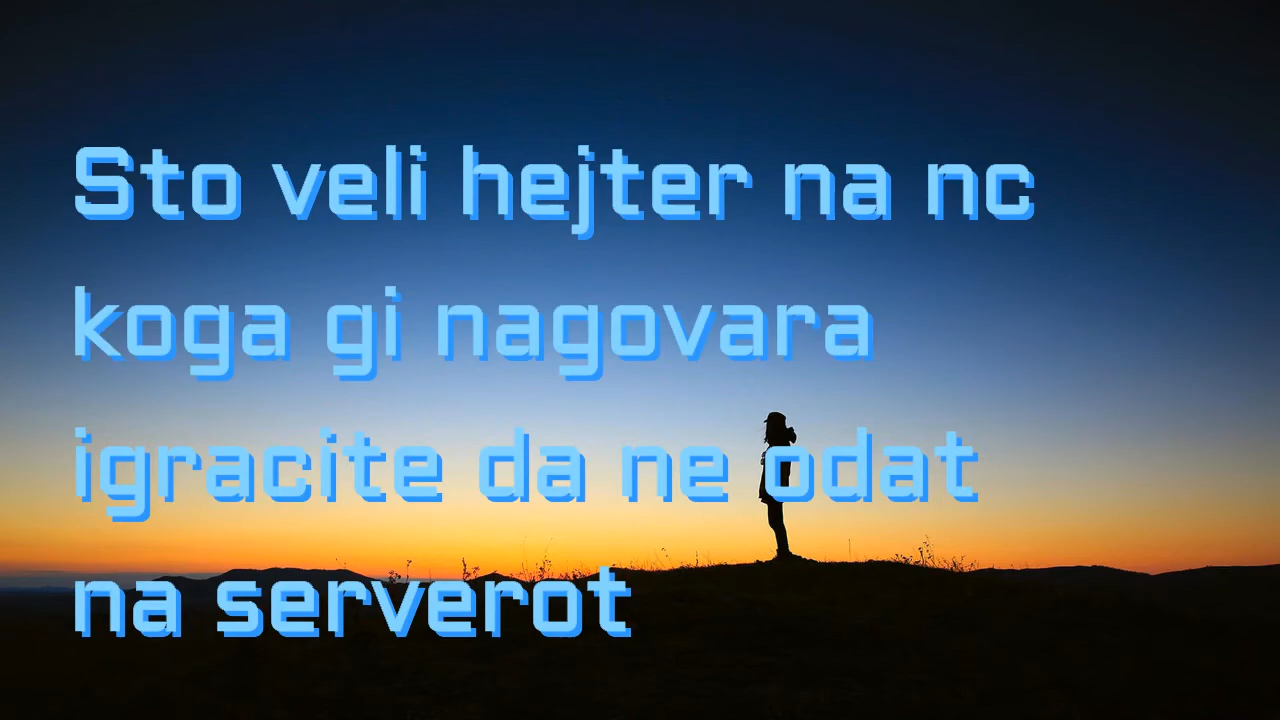 Sto veli hejter na nc
koga gi nagovara
igracite da ne odat
na serverot